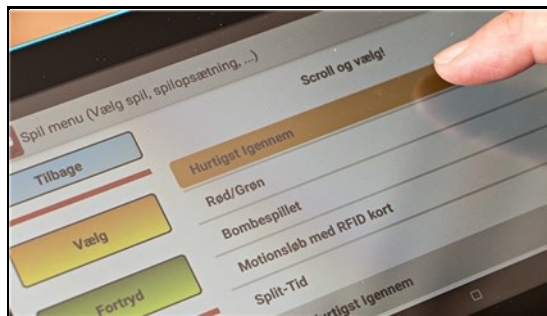 Spil menu (Vælg spil, spilopsætning, ...)
Scroll og vælg!
Tilbage
Vælg
Fortryd
Hurtigst Igennem
Rød/Grøn
Bombespillet
Motionsløb med RFID kort
Split-Tid
Hurtigst Igennem